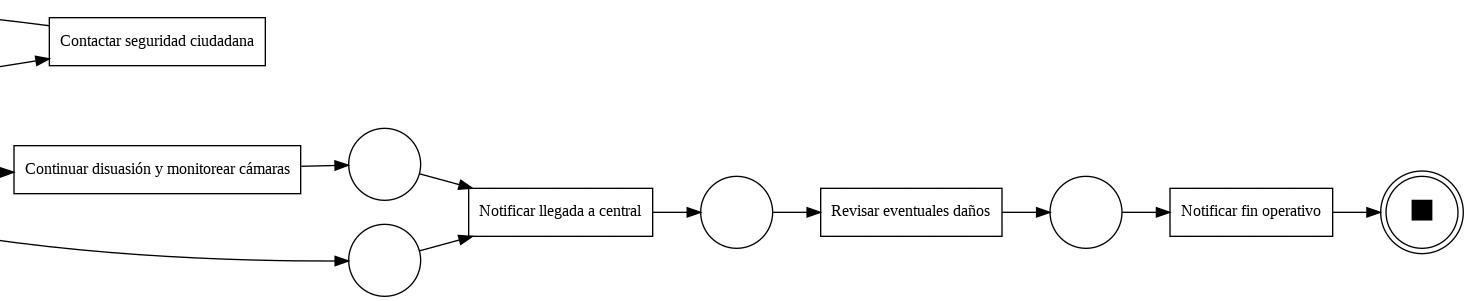 Contactar seguridad ciudadana
Continuar disuasión y monitorear cámaras
Notificar llegada a central
Revisar eventuales daños
Notificar fin operativo